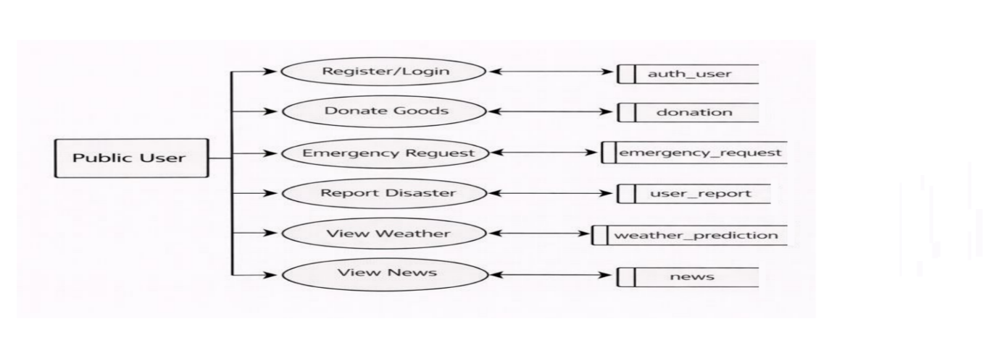 Register/Login
auth_user
Donate Goods
donation
Public User
Emergency Reguest
emergency_request
Report Disaster
user_report
View Weather
weather_prediction
View News
news